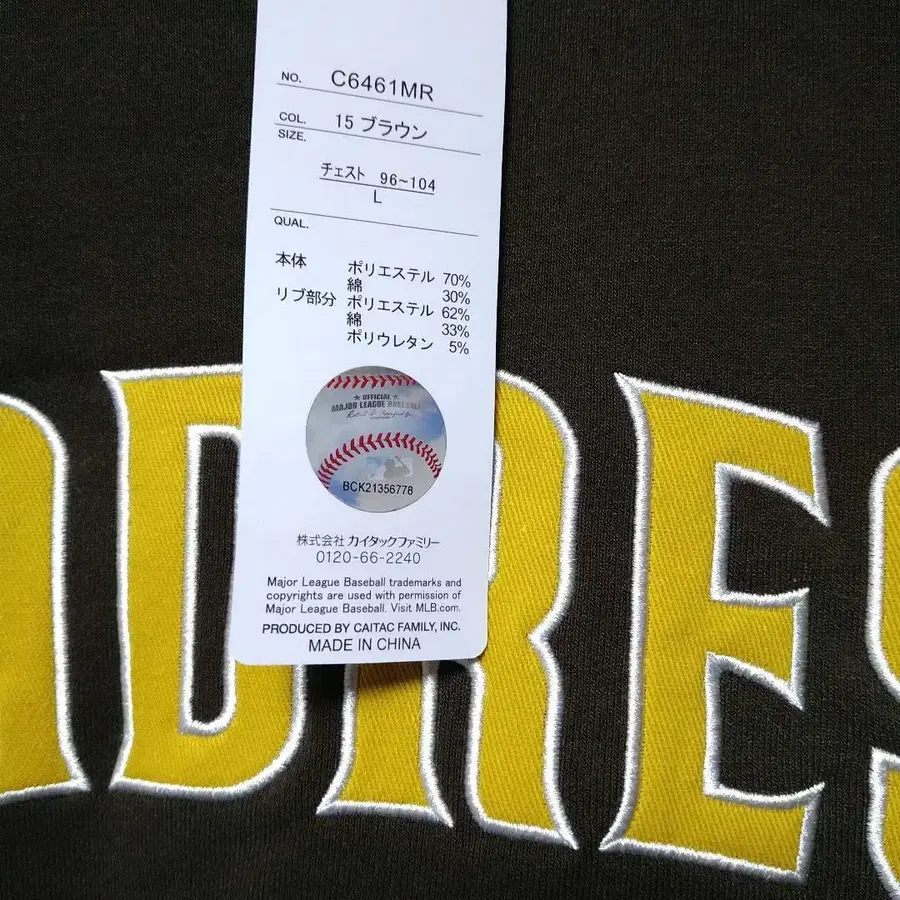 NO. C6461MR
COL. 15 ブラウン
SIZE.
チェスト 96~104
L
QUAL.
本体 ポリエステル 70%
綿 30%
リブ部分 ポリエステル 62%
綿 33%
ポリウレタン 5%
★ OFFICIAL ★
MAJOR LEAGUE BASEBALL
BCK21356778
株式会社 カイタックファミリー
0120-66-2240
Major League Baseball trademarks and
copyrights are used with permission of
Major League Baseball. Visit MLB.com.
PRODUCED BY CAITAC FAMILY, INC.
MADE IN CHINA
ADRES